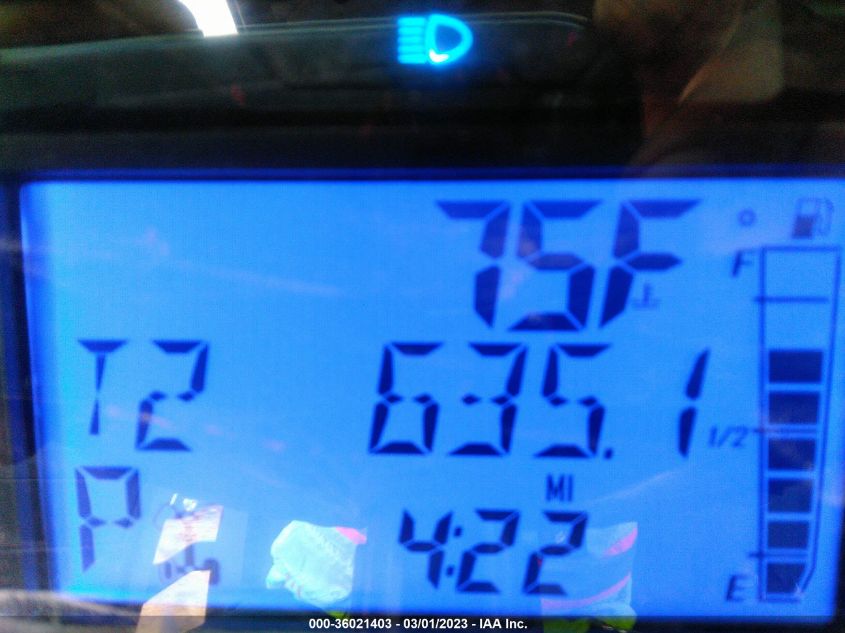 75F
F
T2 635.1
1/2
MI
P 4:22
E
000-36021403 - 03/01/2023 - IAA Inc.